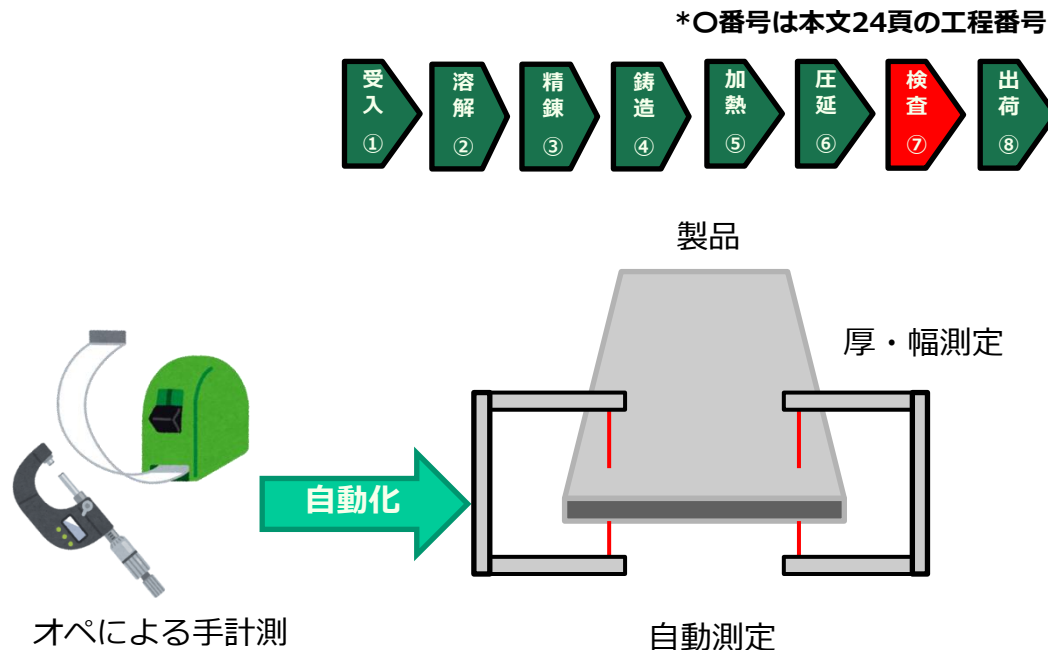 *〇番号は本文24頁の工程番号
受入①
溶解②
精錬③
鋳造④
加熱⑤
圧延⑥
検査⑦
出荷⑧
製品
厚・幅測定
自動化
オペによる手計測
自動測定